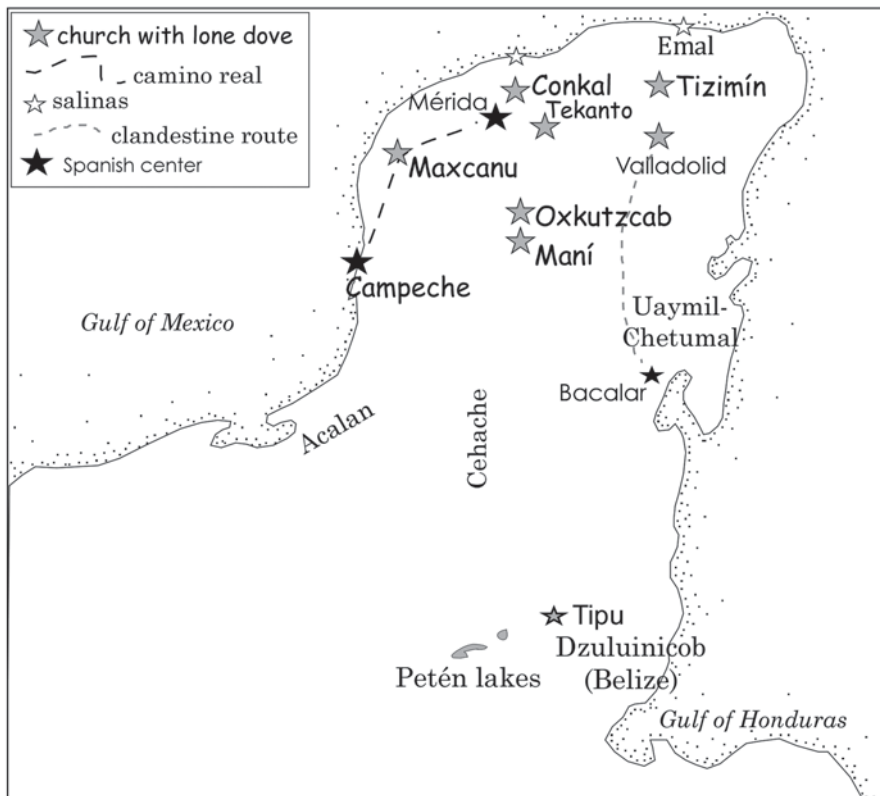 church with lone dove
camino real
salinas
clandestine route
Spanish center
Emal
Conkal
Tizimín
Mérida
Tekanto
Maxcanu
Valladolid
Oxkutzcab
Maní
Campeche
Gulf of Mexico
Uaymil-
Chetumal
Bacalar
Acalan
Cehache
Tipu
Dzuluinicob
(Belize)
Petén lakes
Gulf of Honduras